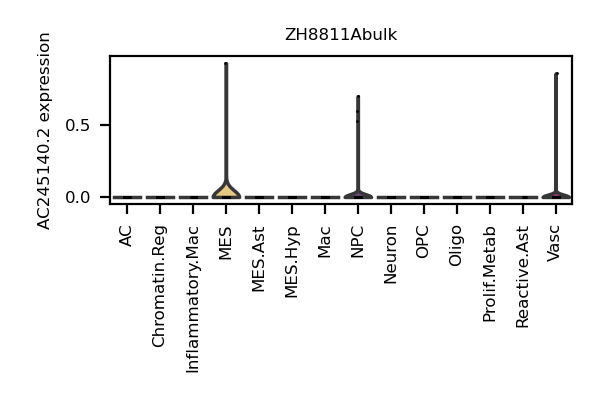 ZH8811Abulk
AC245140.2 expression
0.5
0.0
AC
Chromatin.Reg
Inflammatory.Mac
MES
MES.Ast
MES.Hyp
Mac
NPC
Neuron
OPC
Oligo
Prolif.Metab
Reactive.Ast
Vasc